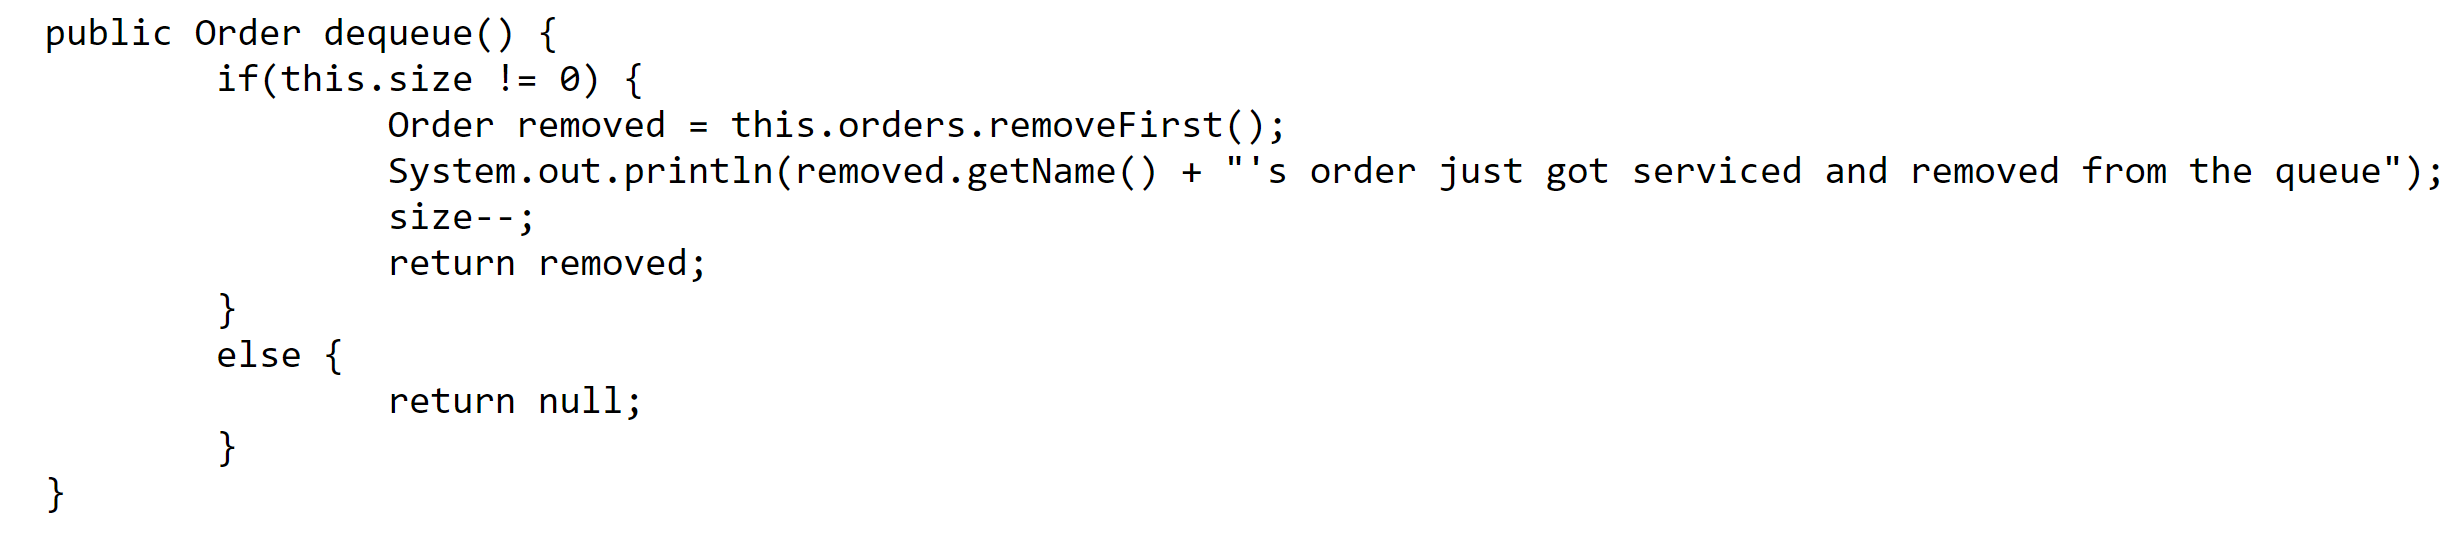 public Order dequeue() {
        if(this.size != 0) {
                Order removed = this.orders.removeFirst();
                System.out.println(removed.getName() + "'s order just got serviced and removed from the queue");
                size--;
                return removed;
        }
        else {
                return null;
        }
}